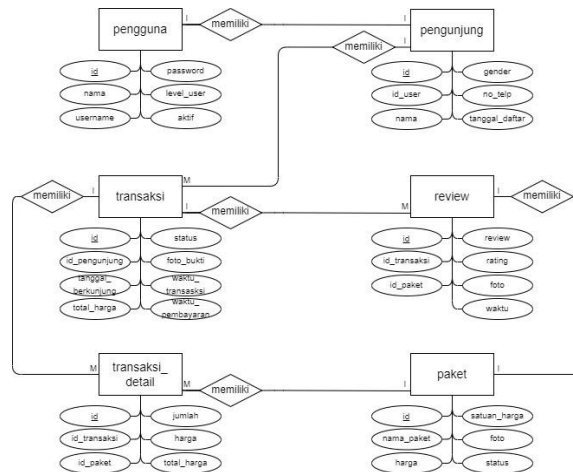 I memiliki I
pengguna
pengunjung
memiliki I
id password
nama level_user
username aktif
id gender
id_user no_telp
nama tanggal_daftar
M
memiliki I
transaksi
I memiliki M
review
I memiliki
id status
id_pengunjung foto_bukti
tanggal_
berkunjung
waktu_
transasksi
total_harga
waktu_
pembayaran
id review
id_transaksi rating
id_paket foto
waktu
M
transaksi_
detail
M memiliki I
paket
I
id jumlah
id_transaksi harga
id_paket total_harga
id satuan_harga
nama_paket foto
harga status